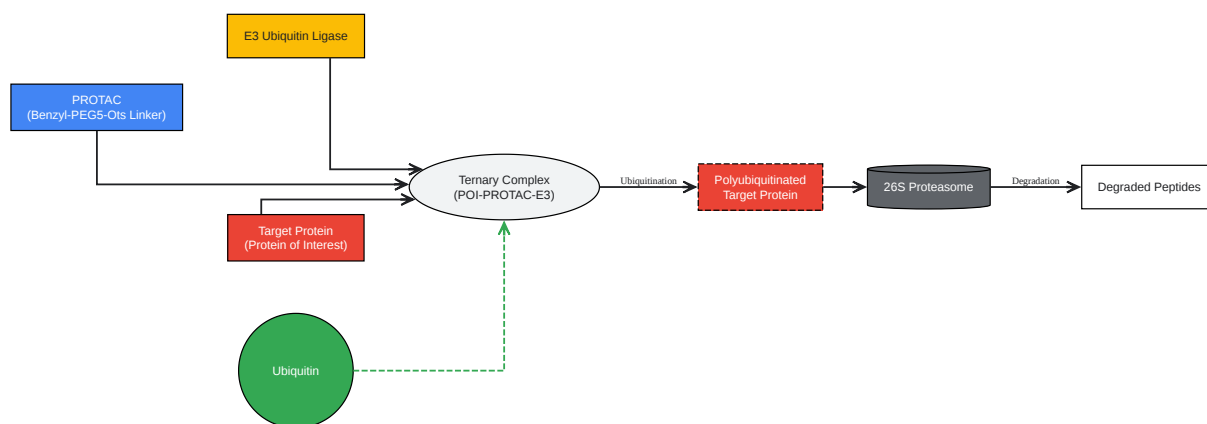 E3 Ubiquitin Ligase
PROTAC
(Benzyl-PEG5-Ots Linker)
Ternary Complex
(POI-PROTAC-E3)
Ubiquitination
Polyubiquitinated
Target Protein
26S Proteasome
Degradation
Degraded Peptides
Target Protein
(Protein of Interest)
Ubiquitin